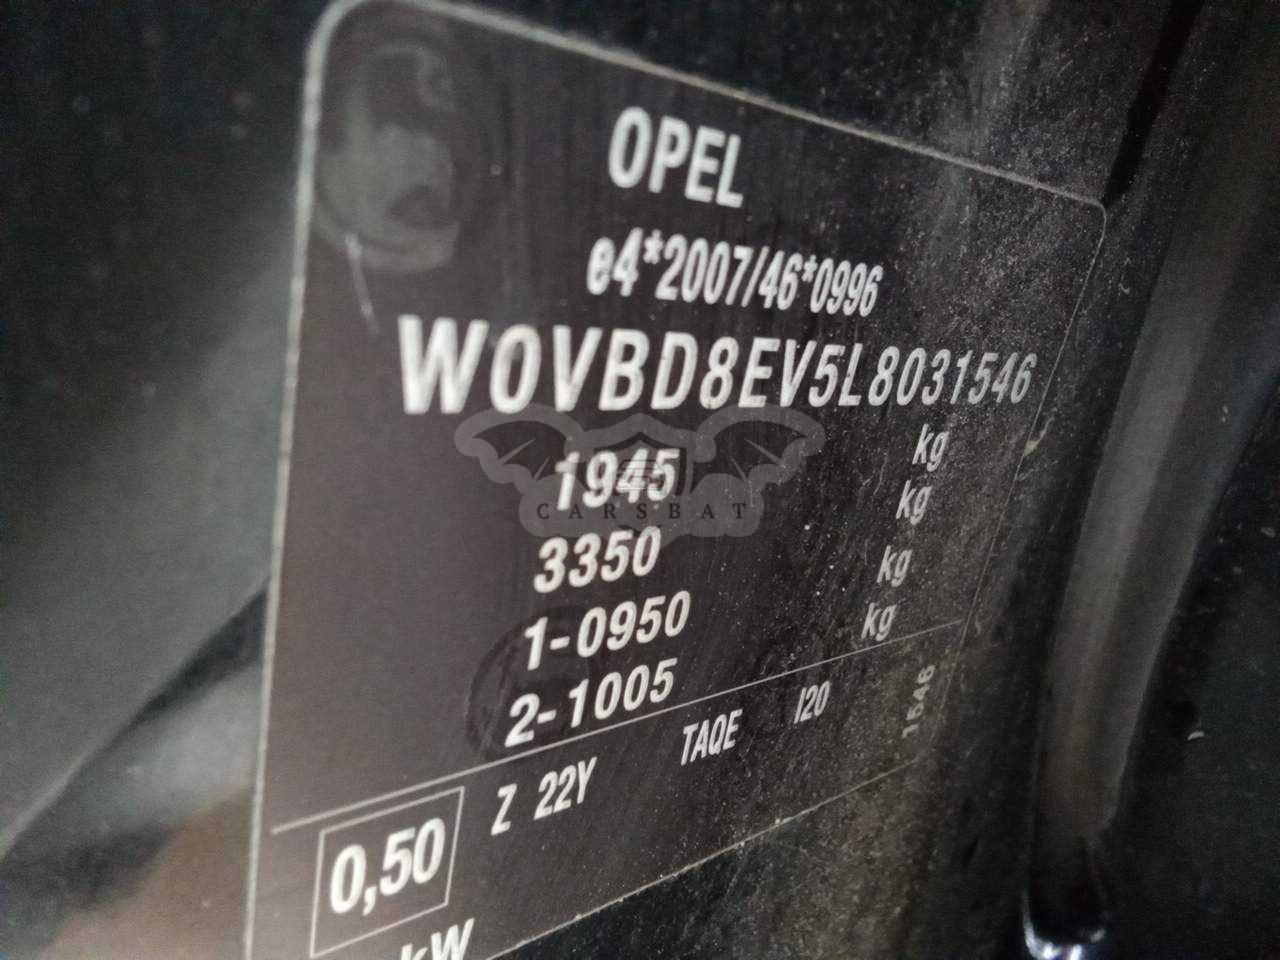 OPEL
e4*2007/46*0996
W0VBD8EV5L8031546
1945 kg
3350 kg
1-0950 kg
2-1005 kg
0,50 Z 22Y TAQE I20 1546
kW
CARSBAT